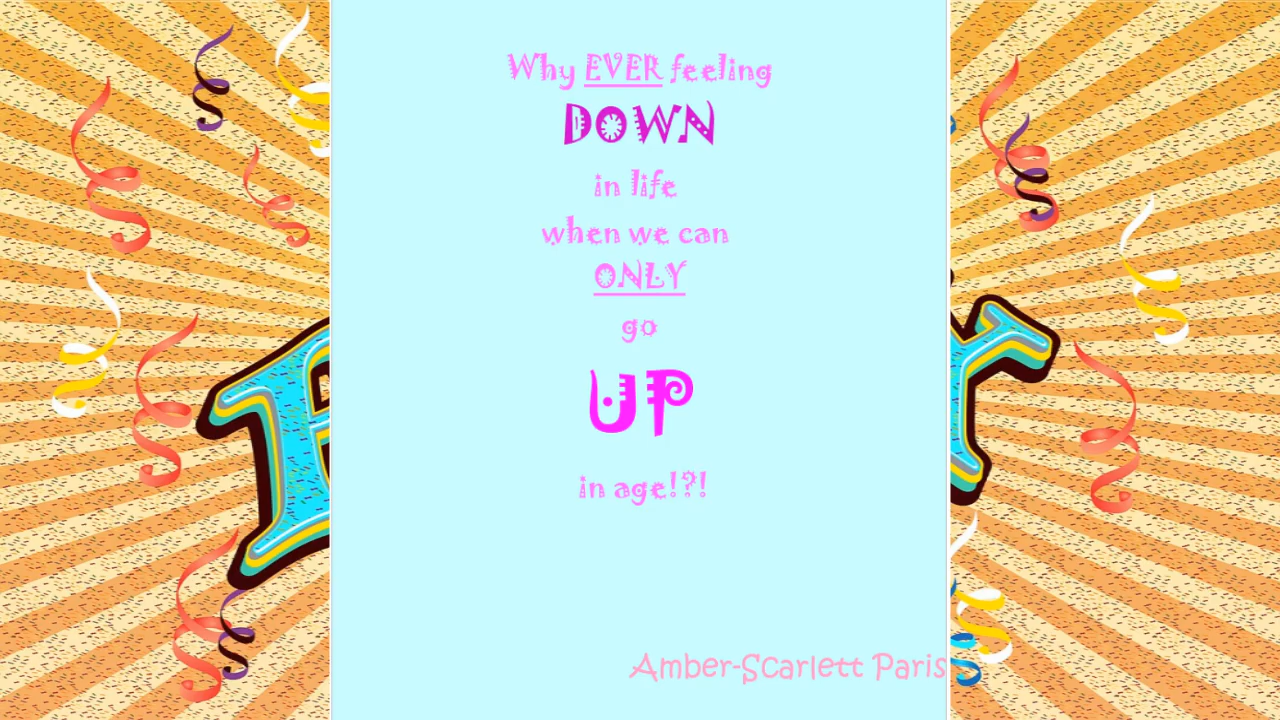 Why EVER feeling
DOWN
in life
when we can
ONLY
go
UP
in age!?!
Amber-Scarlett Paris